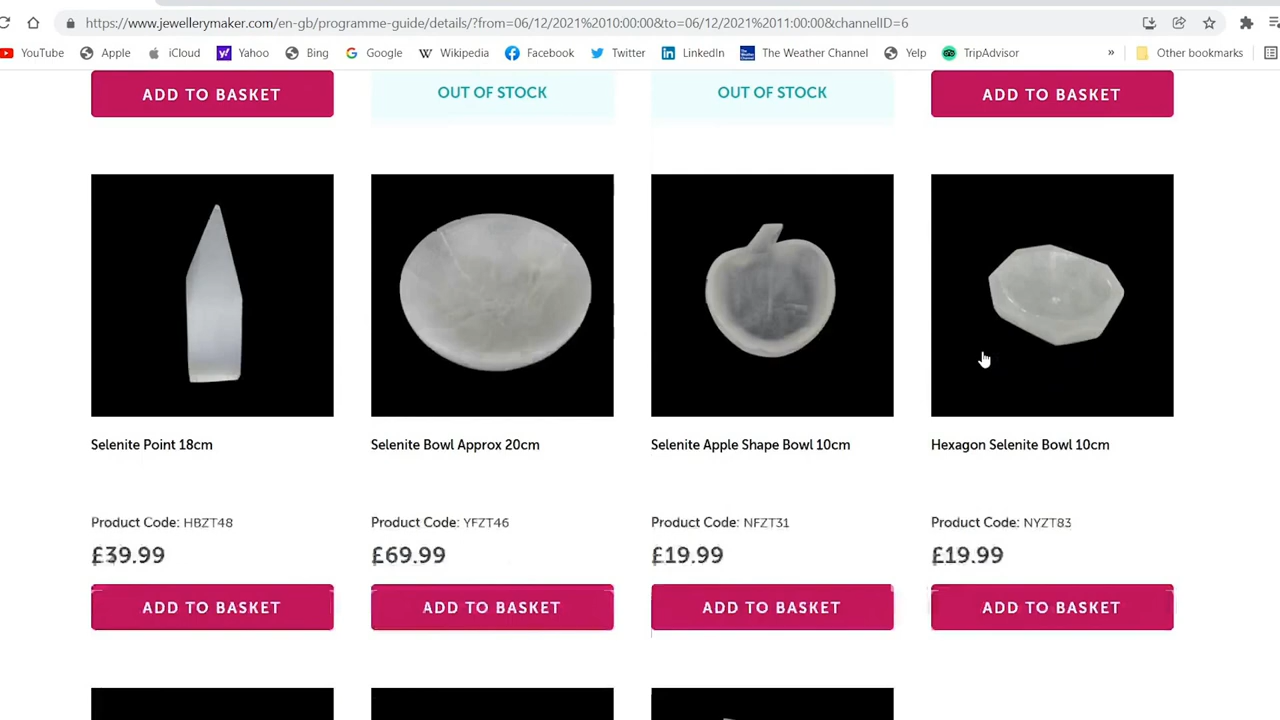 https://www.jewellerymaker.com/en-gb/programme-guide/details/?from=06/12/2021%2010:00:00&to=06/12/2021%2011:00:00&channelID=6
YouTube Apple iCloud Yahoo Bing Google Wikipedia Facebook Twitter LinkedIn The Weather Channel Yelp TripAdvisor » Other bookmarks
ADD TO BASKET OUT OF STOCK OUT OF STOCK ADD TO BASKET
Selenite Point 18cm Selenite Bowl Approx 20cm Selenite Apple Shape Bowl 10cm Hexagon Selenite Bowl 10cm
Product Code: HBZT48 Product Code: YFZT46 Product Code: NFZT31 Product Code: NYZT83
£39.99 £69.99 £19.99 £19.99
ADD TO BASKET ADD TO BASKET ADD TO BASKET ADD TO BASKET